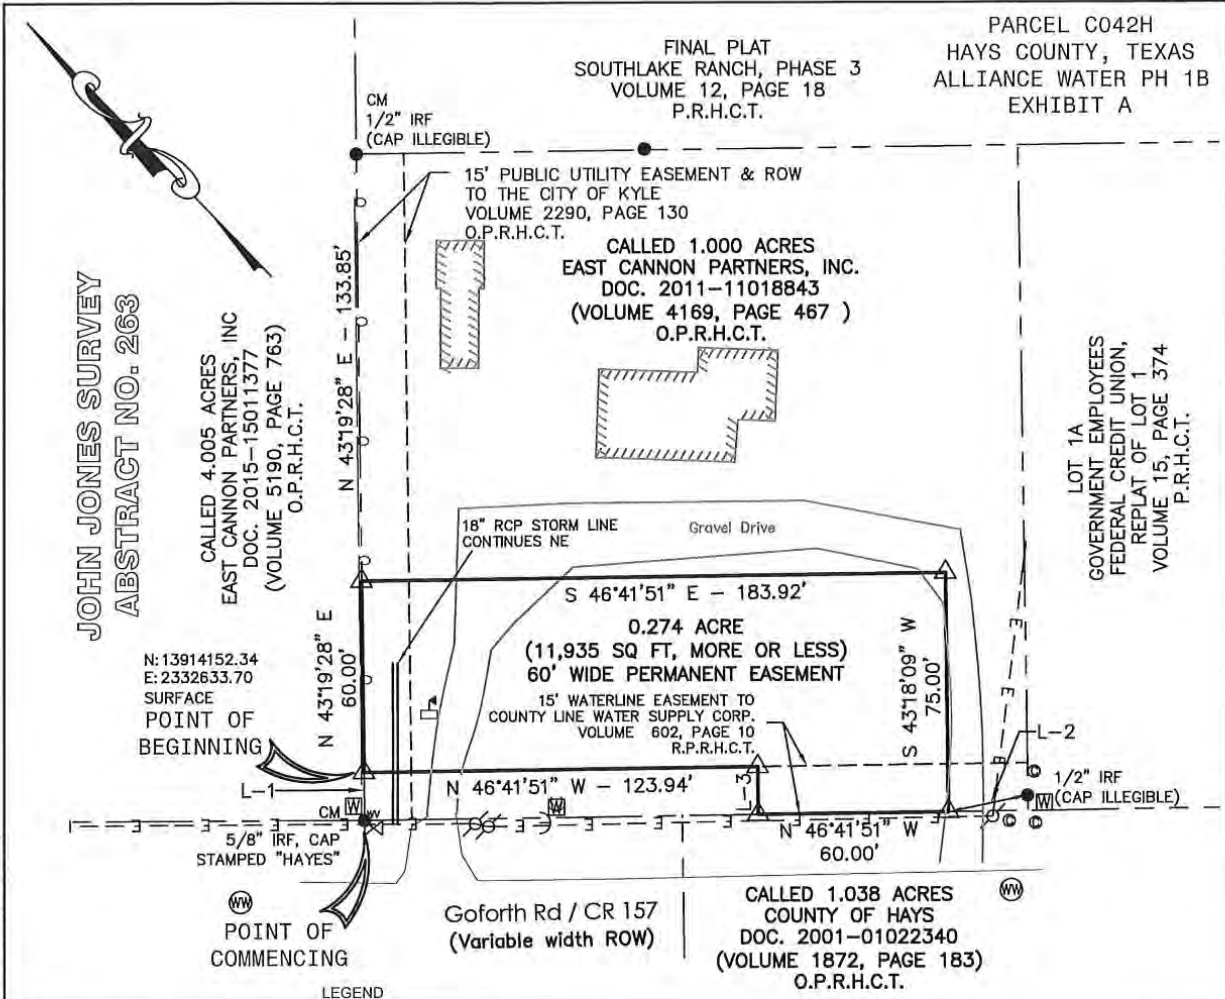 PARCEL C042H
HAYS COUNTY, TEXAS
ALLIANCE WATER PH 1B
EXHIBIT A
FINAL PLAT
SOUTHLAKE RANCH, PHASE 3
VOLUME 12, PAGE 18
P.R.H.C.T.
CM
1/2" IRF
(CAP ILLEGIBLE)
15' PUBLIC UTILITY EASEMENT & ROW
TO THE CITY OF KYLE
VOLUME 2290, PAGE 130
O.P.R.H.C.T.
CALLED 1.000 ACRES
EAST CANNON PARTNERS, INC.
DOC. 2011-11018843
(VOLUME 4169, PAGE 467 )
O.P.R.H.C.T.
JOHN JONES SURVEY
ABSTRACT NO. 263
CALLED 4.005 ACRES
EAST CANNON PARTNERS, INC
DOC. 2015-15011377
(VOLUME 5190, PAGE 763)
O.P.R.H.C.T.
N 43°19'28" E - 133.85'
LOT 1A
GOVERNMENT EMPLOYEES
FEDERAL CREDIT UNION,
REPLAT OF LOT 1
VOLUME 15, PAGE 374
P.R.H.C.T.
18" RCP STORM LINE
CONTINUES NE
Gravel Drive
S 46°41'51" E - 183.92'
0.274 ACRE
(11,935 SQ FT, MORE OR LESS)
60' WIDE PERMANENT EASEMENT
N 43°19'28" E
60.00'
S 43°18'09" W
75.00'
N: 13914152.34
E: 2332633.70
SURFACE
POINT OF
BEGINNING
15' WATERLINE EASEMENT TO
COUNTY LINE WATER SUPPLY CORP.
VOLUME 602, PAGE 10
R.P.R.H.C.T.
E
E
E
E
L-2
N 46°41'51" W - 123.94'
L-3
L-1
1/2" IRF
(CAP ILLEGIBLE)
CM
W
W
W
W
C
C
C
5/8" IRF, CAP
STAMPED "HAYES"
N 46°41'51" W
60.00'
WW
WW
POINT OF
COMMENCING
Goforth Rd / CR 157
(Variable width ROW)
CALLED 1.038 ACRES
COUNTY OF HAYS
DOC. 2001-01022340
(VOLUME 1872, PAGE 183)
O.P.R.H.C.T.
LEGEND